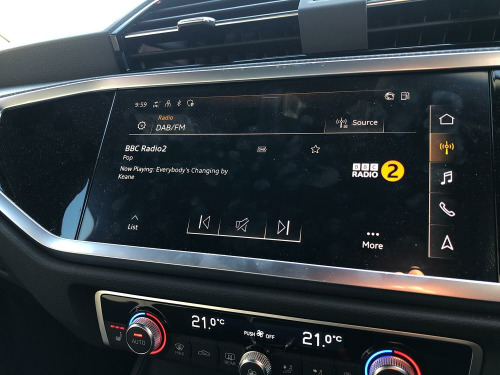 9:59
Radio
DAB/FM
Source
BBC Radio2
Pop
Now Playing: Everybody's Changing by
Keane
BBC
RADIO 2
List
More
21.0°C
PUSH OFF
21.0°C
AUTO
REAR